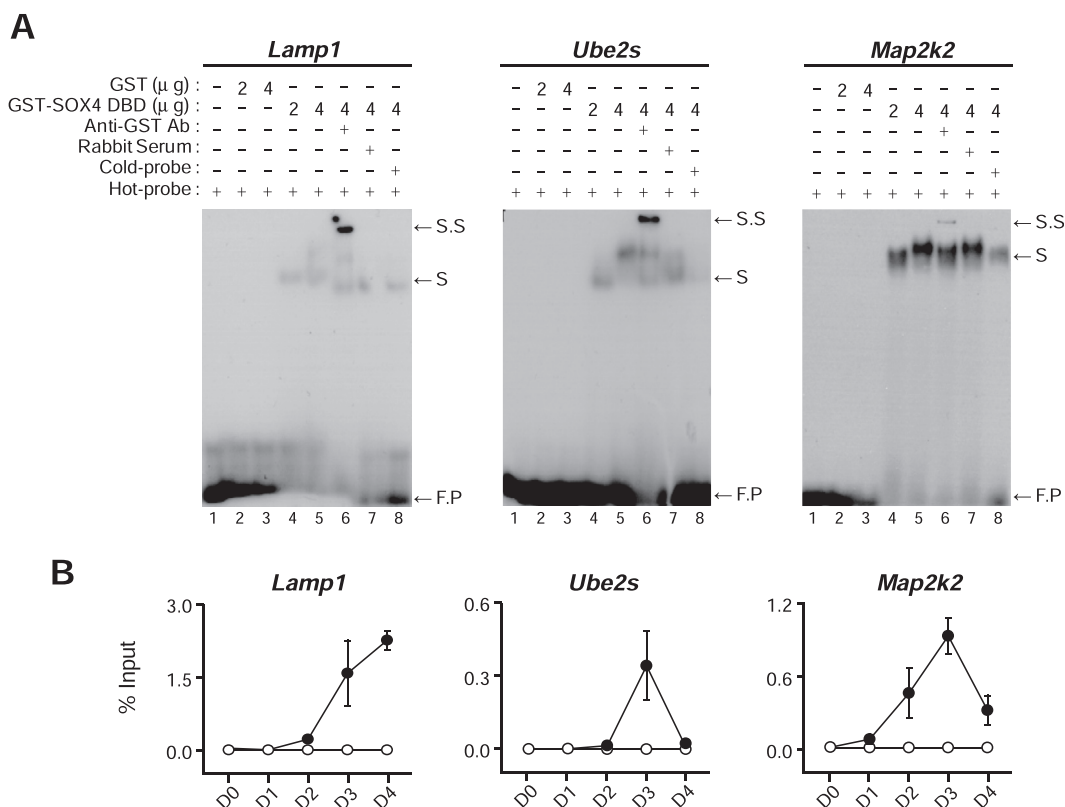 A
Lamp1 Ube2s Map2k2
GST (μ g) : - 2 4 - - - - - - 2 4 - - - - - - 2 4 - - - - -
GST-SOX4 DBD (μ g) : - - - 2 4 4 4 4 - - - 2 4 4 4 4 - - - 2 4 4 4 4
Anti-GST Ab : - - - - - + - - - - - - - + - - - - - - - + - -
Rabbit Serum : - - - - - - + - - - - - - - + - - - - - - - + -
Cold-probe : - - - - - - - + - - - - - - - + - - - - - - - +
Hot-probe : + + + + + + + + + + + + + + + + + + + + + + + +
← S.S ← S.S ← S.S
← S ← S ← S
← F.P ← F.P ← F.P
1 2 3 4 5 6 7 8 1 2 3 4 5 6 7 8 1 2 3 4 5 6 7 8
B
Lamp1 Ube2s Map2k2
% Input
3.0 0.6 1.2
1.5 0.3 0.6
0.0 0.0 0.0
D0 D1 D2 D3 D4 D0 D1 D2 D3 D4 D0 D1 D2 D3 D4